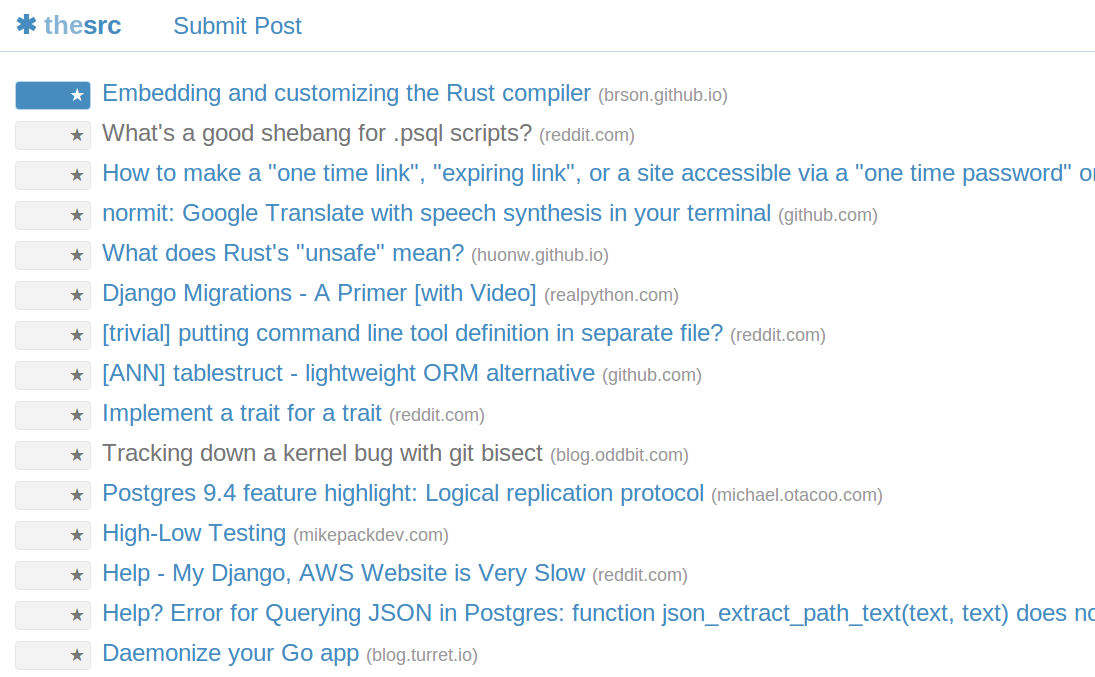 ✱ thesrc Submit Post
★ Embedding and customizing the Rust compiler (brson.github.io)
★ What's a good shebang for .psql scripts? (reddit.com)
★ How to make a "one time link", "expiring link", or a site accessible via a "one time password"
★ normit: Google Translate with speech synthesis in your terminal (github.com)
★ What does Rust's "unsafe" mean? (huonw.github.io)
★ Django Migrations - A Primer [with Video] (realpython.com)
★ [trivial] putting command line tool definition in separate file? (reddit.com)
★ [ANN] tablestruct - lightweight ORM alternative (github.com)
★ Implement a trait for a trait (reddit.com)
★ Tracking down a kernel bug with git bisect (blog.oddbit.com)
★ Postgres 9.4 feature highlight: Logical replication protocol (michael.otacoo.com)
★ High-Low Testing (mikepackdev.com)
★ Help - My Django, AWS Website is Very Slow (reddit.com)
★ Help? Error for Querying JSON in Postgres: function json_extract_path_text(text, text) does
★ Daemonize your Go app (blog.turret.io)